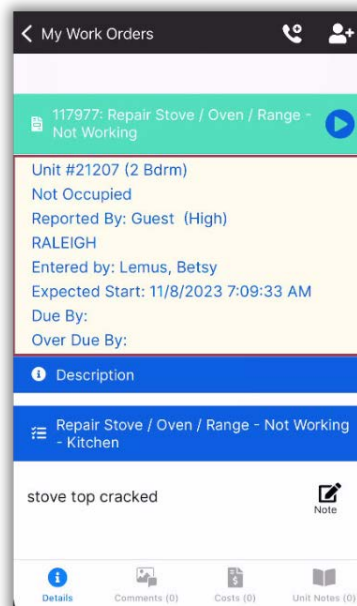 My Work Orders
117977: Repair Stove / Oven / Range -
Not Working
Unit #21207 (2 Bdrm)
Not Occupied
Reported By: Guest (High)
RALEIGH
Entered by: Lemus, Betsy
Expected Start: 11/8/2023 7:09:33 AM
Due By:
Over Due By:
Description
Repair Stove / Oven / Range - Not Working
- Kitchen
stove top cracked
Note
Details
Comments (0)
Costs (0)
Unit Notes (0)